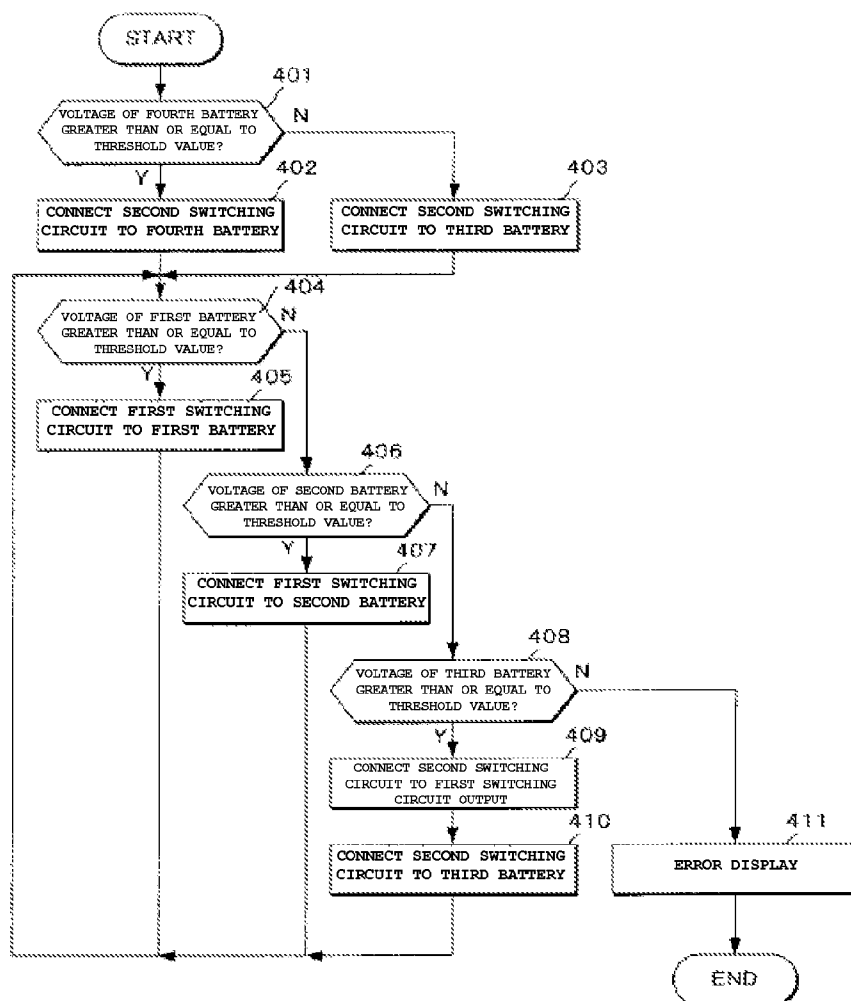 START
401
VOLTAGE OF FOURTH BATTERY
GREATER THAN OR EQUAL TO
THRESHOLD VALUE?
N
Y
402
CONNECT SECOND SWITCHING
CIRCUIT TO FOURTH BATTERY
403
CONNECT SECOND SWITCHING
CIRCUIT TO THIRD BATTERY
404
VOLTAGE OF FIRST BATTERY
GREATER THAN OR EQUAL TO
THRESHOLD VALUE?
N
Y
405
CONNECT FIRST SWITCHING
CIRCUIT TO FIRST BATTERY
406
VOLTAGE OF SECOND BATTERY
GREATER THAN OR EQUAL TO
THRESHOLD VALUE?
N
Y
407
CONNECT FIRST SWITCHING
CIRCUIT TO SECOND BATTERY
408
VOLTAGE OF THIRD BATTERY
GREATER THAN OR EQUAL TO
THRESHOLD VALUE?
N
Y
409
CONNECT SECOND SWITCHING
CIRCUIT TO FIRST SWITCHING
CIRCUIT OUTPUT
410
CONNECT SECOND SWITCHING
CIRCUIT TO THIRD BATTERY
411
ERROR DISPLAY
END